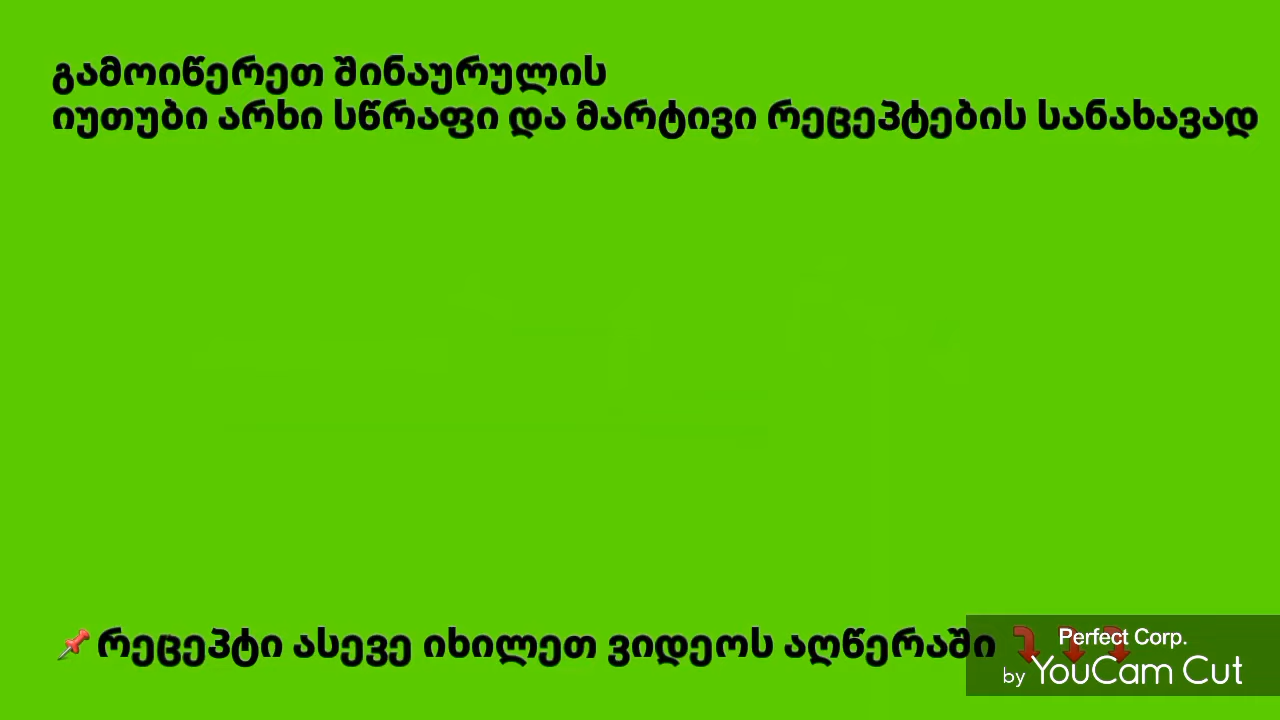 გამოიწერეთ შინაურულის
იუთუბი არხი სწრაფი და მარტივი რეცეპტების სანახავად
📌რეცეპტი ასევე იხილეთ ვიდეოს აღწერაში ⤵⤵⤵
Perfect Corp.
by YouCam Cut